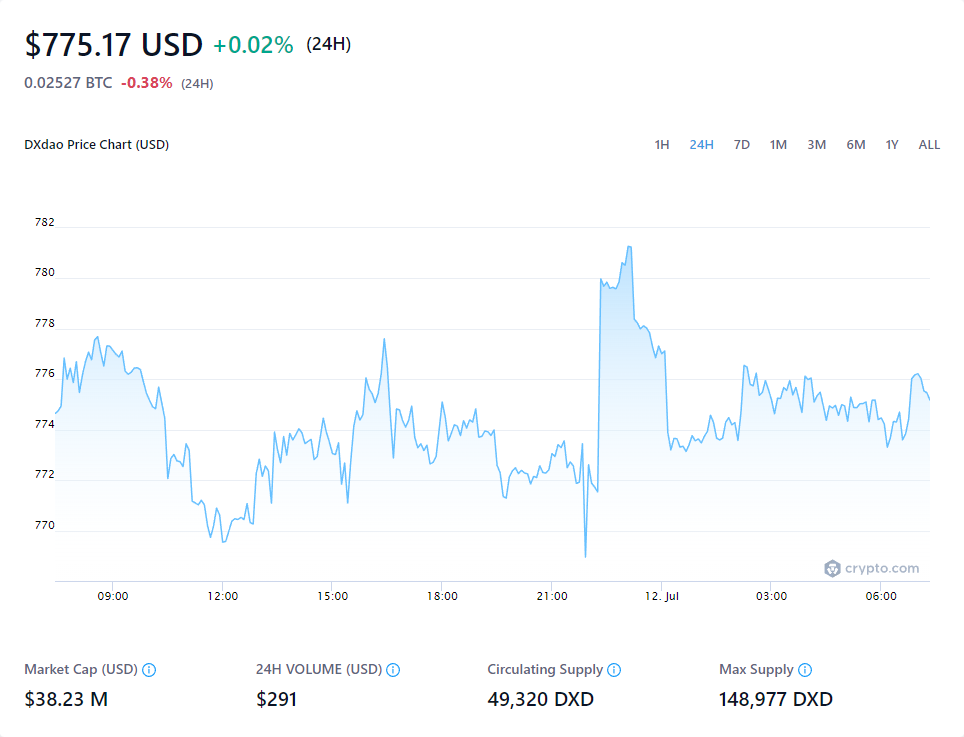 $775.17 USD +0.02% (24H)
0.02527 BTC -0.38% (24H)
DXdao Price Chart (USD) 1H 24H 7D 1M 3M 6M 1Y ALL
782
780
778
776
774
772
770
crypto.com
09:00 12:00 15:00 18:00 21:00 12. Jul 03:00 06:00
Market Cap (USD) 24H VOLUME (USD) Circulating Supply Max Supply
$38.23 M $291 49,320 DXD 148,977 DXD